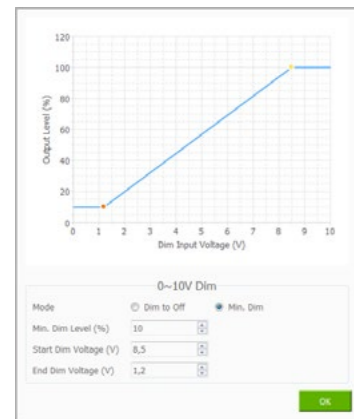 120
100
80
60
40
20
0
Output Level (%)
0 1 2 3 4 5 6 7 8 9 10
Dim Input Voltage (V)
0~10V Dim
Mode Dim to Off Min. Dim
Min. Dim Level (%) 10
Start Dim Voltage (V) 8,5
End Dim Voltage (V) 1,2
OK